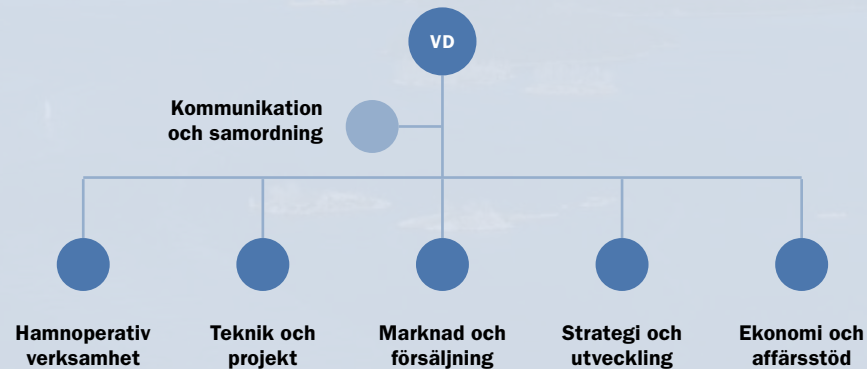 VD
Kommunikation
och samordning
Hamnoperativ
verksamhet
Teknik och
projekt
Marknad och
försäljning
Strategi och
utveckling
Ekonomi och
affärsstöd